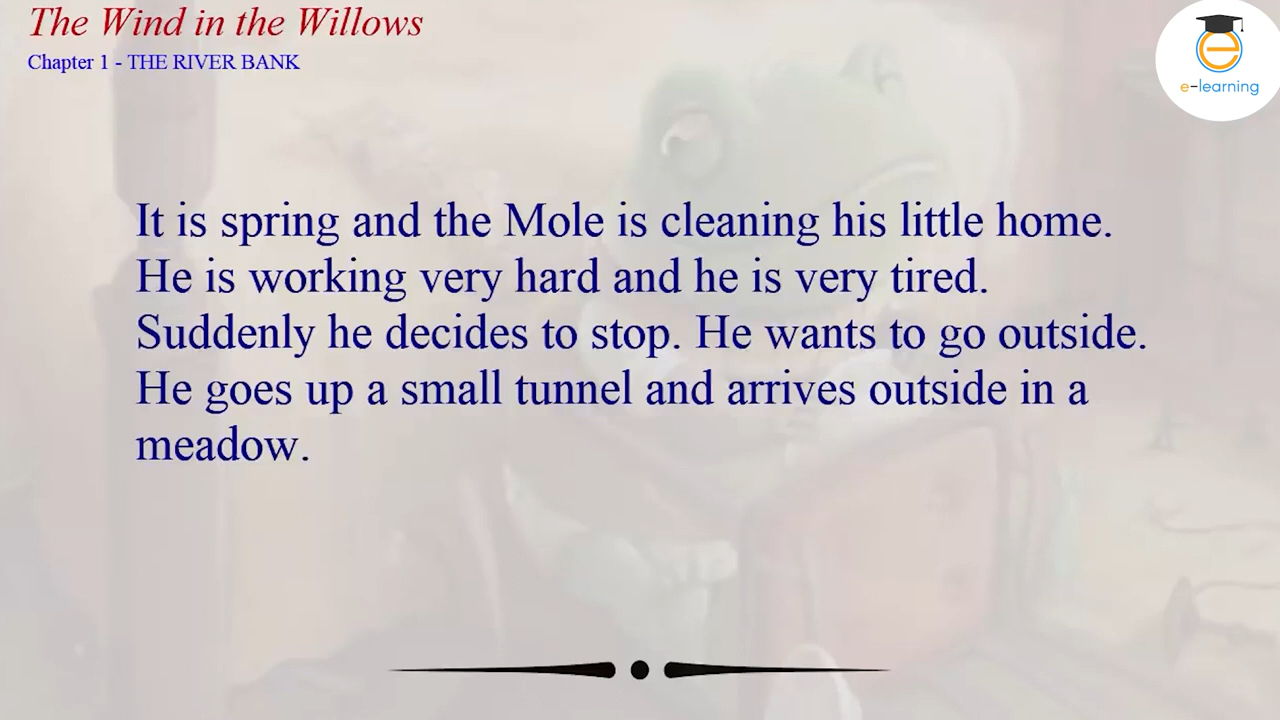 The Wind in the Willows
Chapter 1 - THE RIVER BANK
e-learning
It is spring and the Mole is cleaning his little home.
He is working very hard and he is very tired.
Suddenly he decides to stop. He wants to go outside.
He goes up a small tunnel and arrives outside in a
meadow.